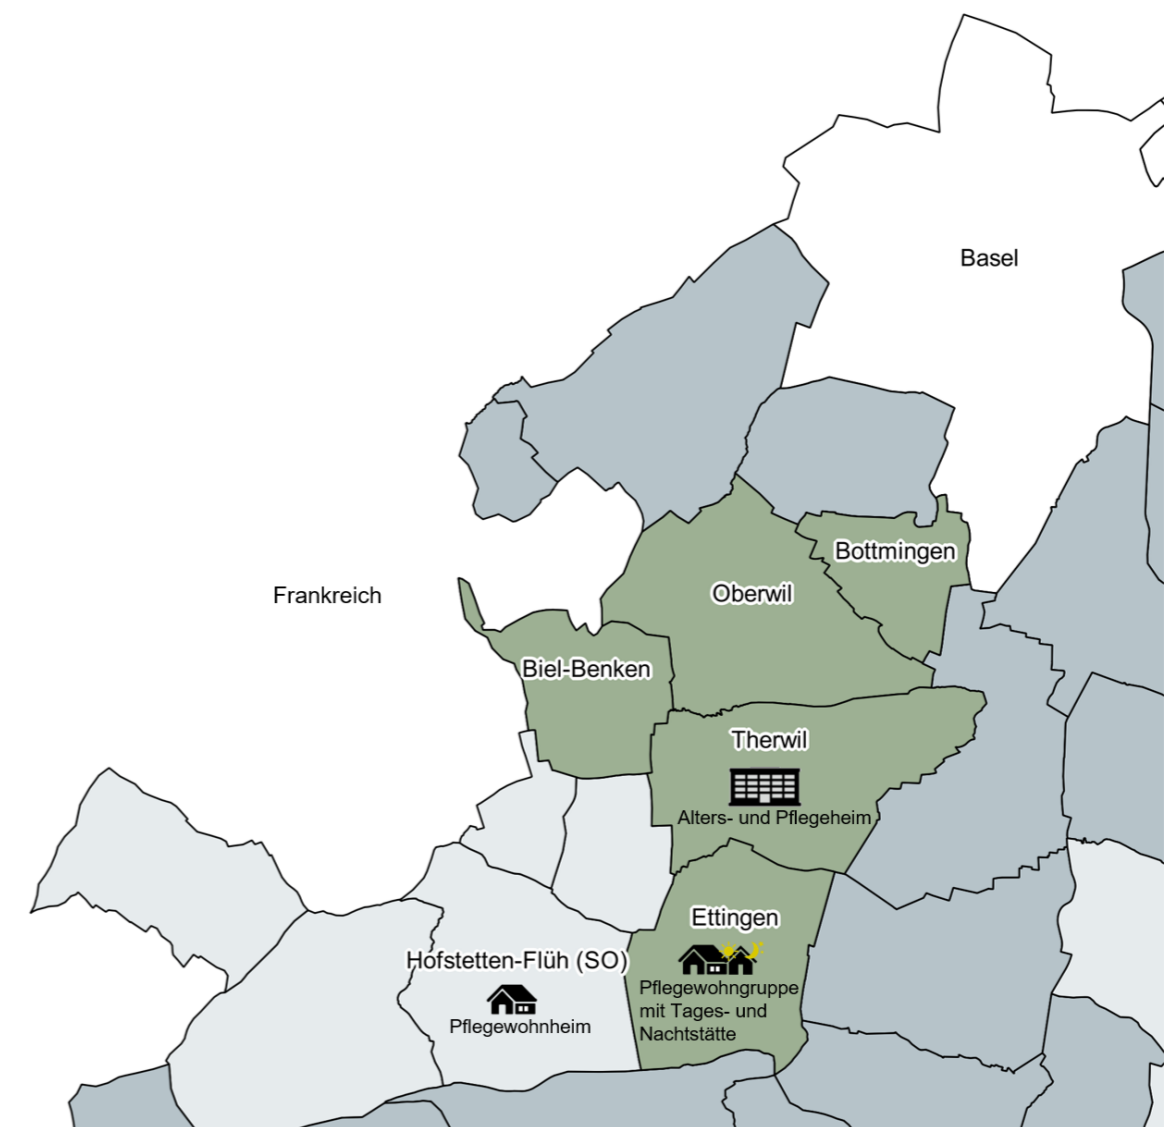 Basel
Bottmingen
Frankreich
Oberwil
Biel-Benken
Therwil
Alters- und Pflegeheim
Ettingen
Hofstetten-Flüh (SO)
Pflegewohngruppe
mit Tages- und
Nachtstätte
Pflegewohnheim